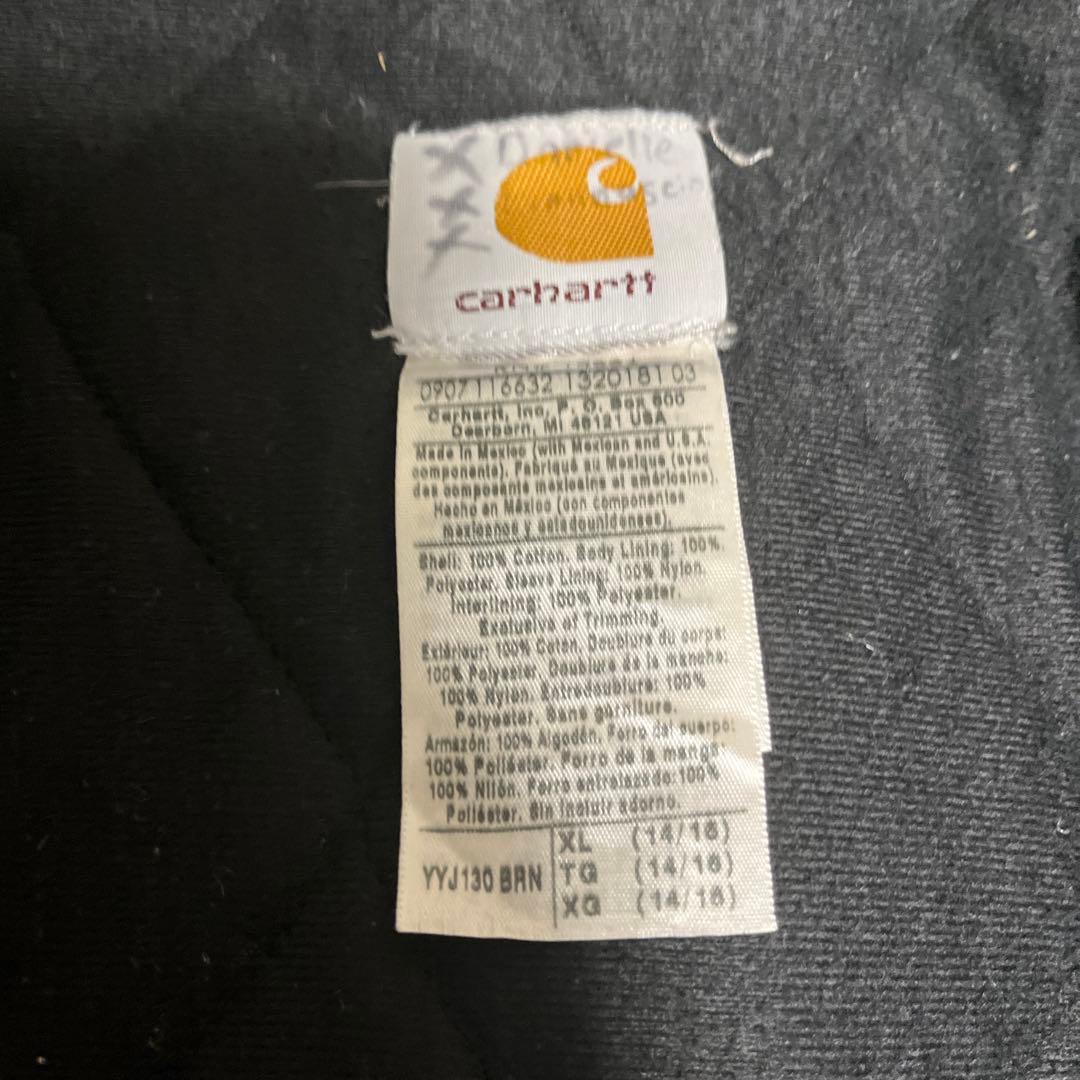 XXX
carhartt
0907116632 1320181 03
Carhartt, Inc, P. O. Box 600
Dearborn, MI 48121 USA
Made in Mexico (with Mexican and U.S.A.
components). Fabriqué au Mexique (avec
des composants mexicains et américains).
Hecho en México (con componentes
mexicanos y estadounidenses).
Shell: 100% Cotton. Body Lining: 100%
Polyester. Sleeve Lining: 100% Nylon.
Interlining: 100% Polyester.
Exclusive of Trimming.
Extérieur: 100% Coton. Doublure du corps:
100% Polyester. Doublure de la manche:
100% Nylon. Entredoublure: 100%
Polyester. Sans garniture.
Armazón: 100% Algodón. Forro del cuerpo:
100% Poliéster. Forro de la manga:
100% Nilón. Forro entrelazado: 100%
Poliéster. Sin incluir adorno.
YYJ130 BRN
XL (14/16)
TG (14/16)
XG (14/16)